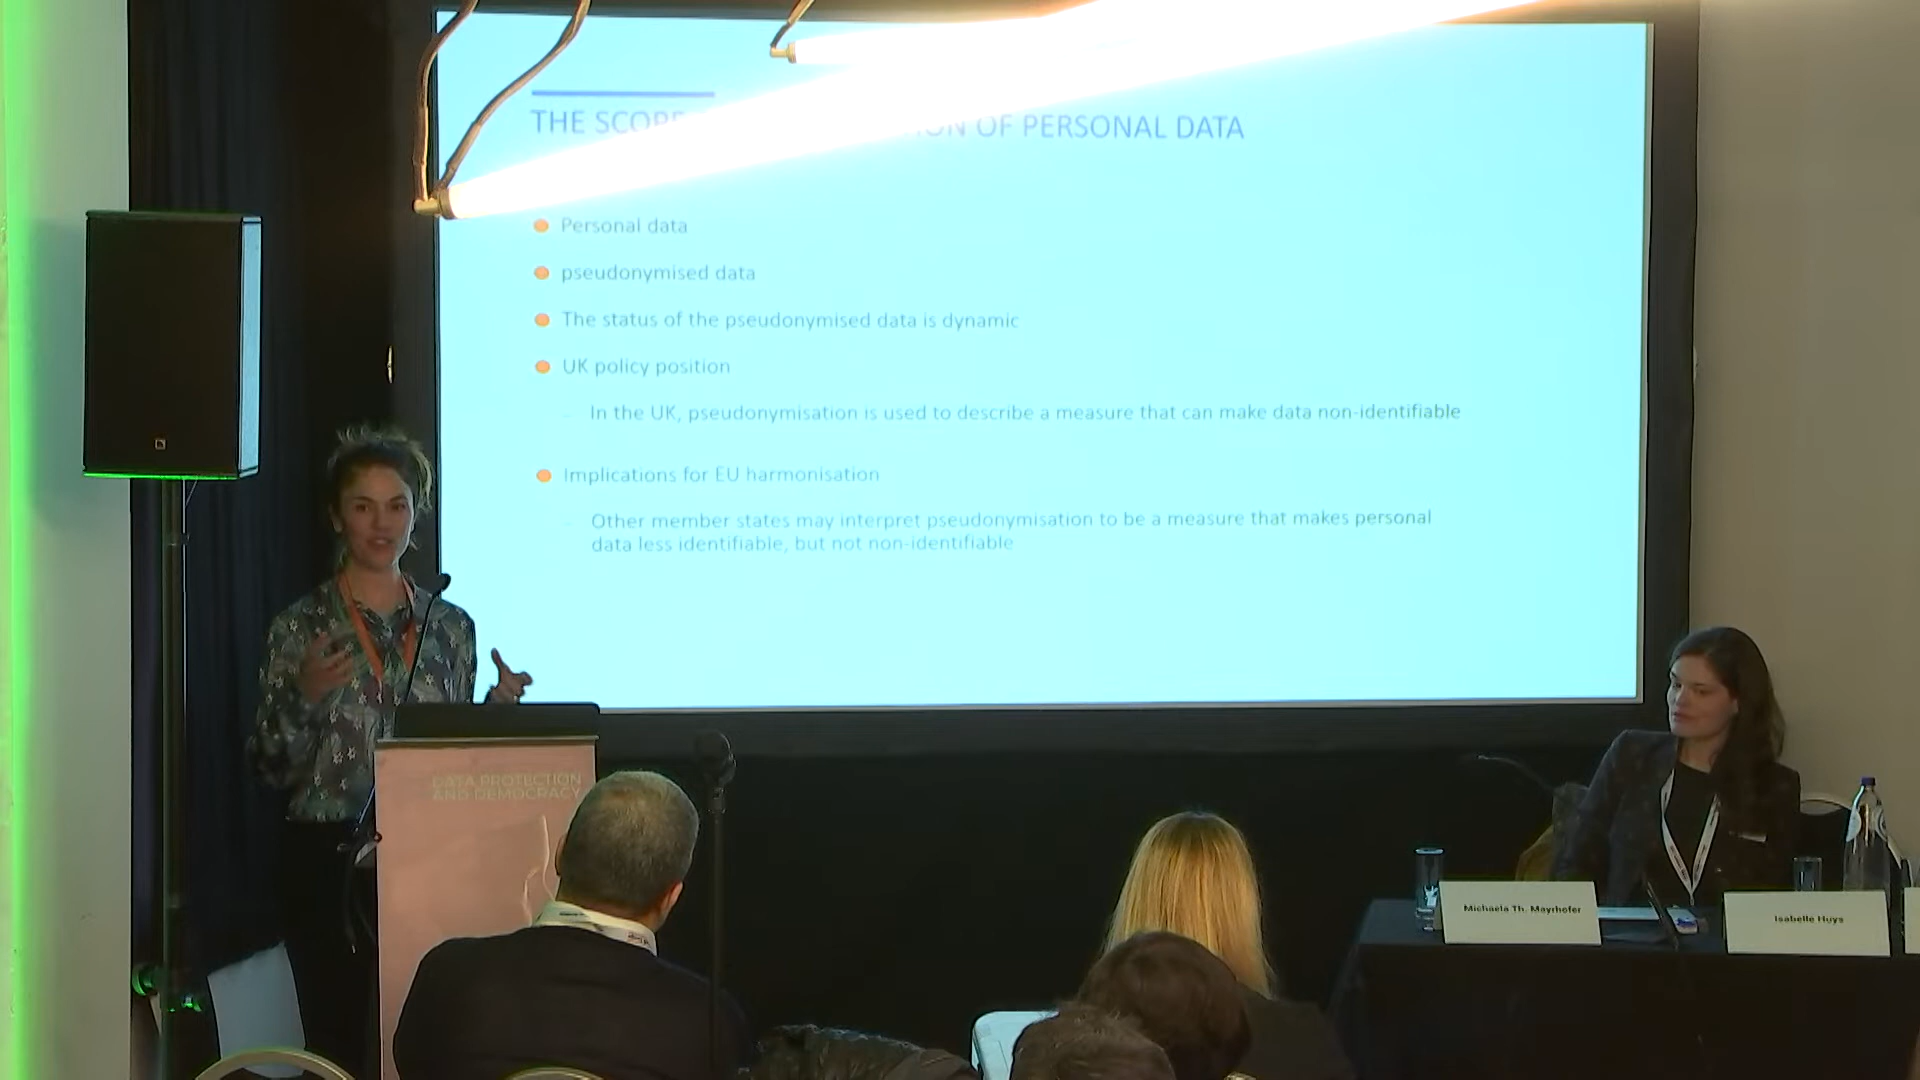 THE SCOPE OF PERSONAL DATA
Personal data
pseudonymised data
The status of the pseudonymised data is dynamic
UK policy position
In the UK, pseudonymisation is used to describe a measure that can make data non-identifiable
Implications for EU harmonisation
Other member states may interpret pseudonymisation to be a measure that makes personal
data less identifiable, but not non-identifiable
DATA PROTECTION
AND DEMOCRACY
Michaela Th. Mayrhofer
Isabelle Huys